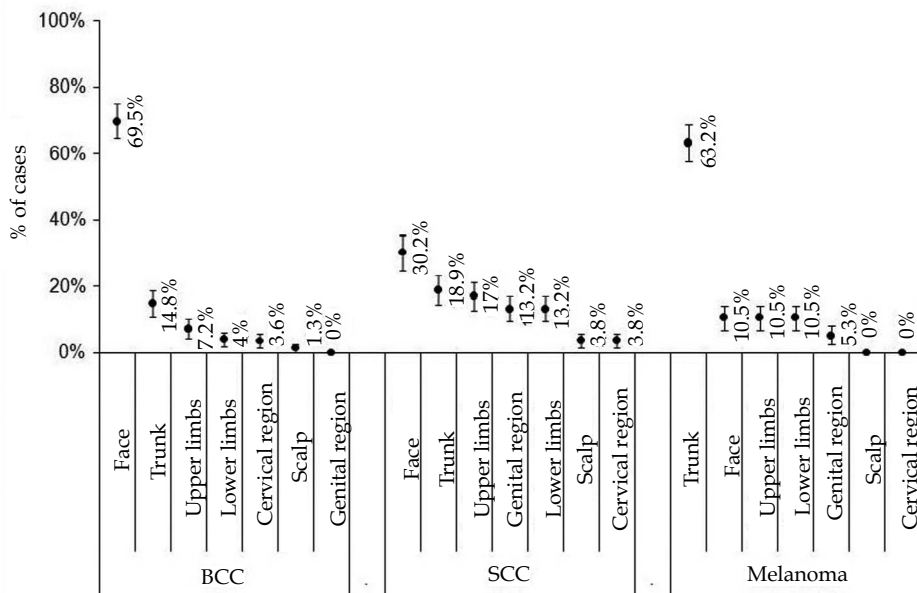 100%
80%
60%
40%
20%
0%
% of cases
69.5%
14.8%
7.2%
4%
3.6%
1.3%
0%
30.2%
18.9%
17%
13.2%
13.2%
3.8%
3.8%
63.2%
10.5%
10.5%
10.5%
5.3%
0%
0%
Face
Trunk
Upper limbs
Lower limbs
Cervical region
Scalp
Genital region
Face
Trunk
Upper limbs
Genital region
Lower limbs
Scalp
Cervical region
Trunk
Face
Upper limbs
Lower limbs
Genital region
Scalp
Cervical region
BCC
SCC
Melanoma